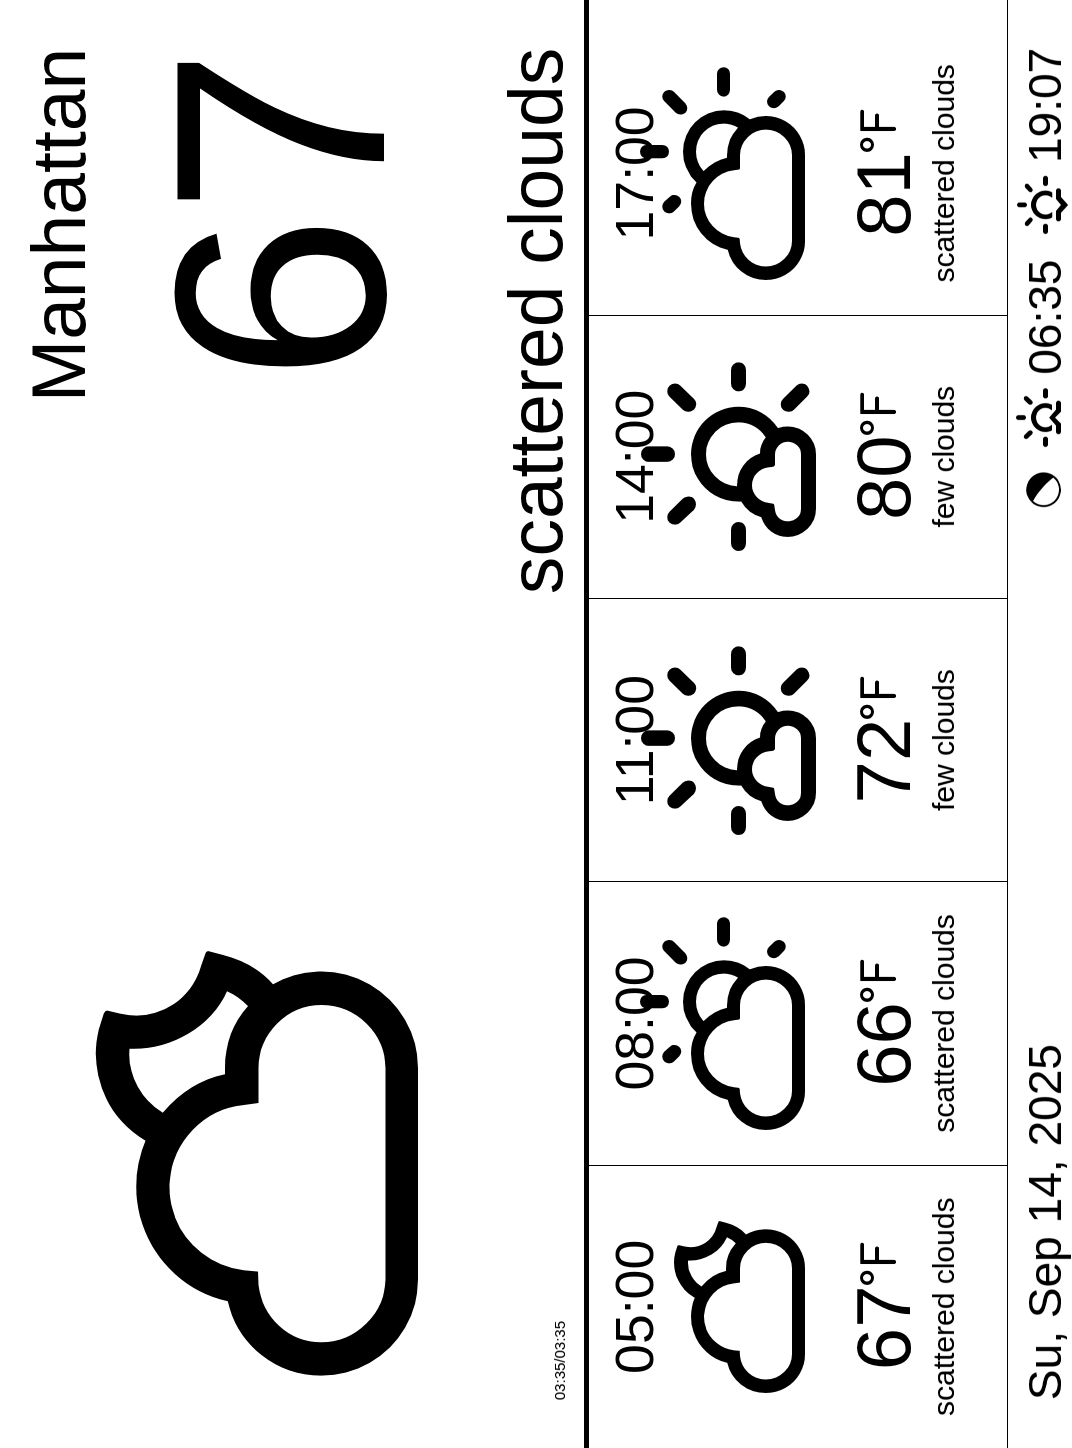 Manhattan
67
scattered clouds
03:35/03:35
05:00
67°F
scattered clouds
08:00
66°F
scattered clouds
11:00
72°F
few clouds
14:00
80°F
few clouds
17:00
81°F
scattered clouds
Su, Sep 14, 2025
06:35
19:07